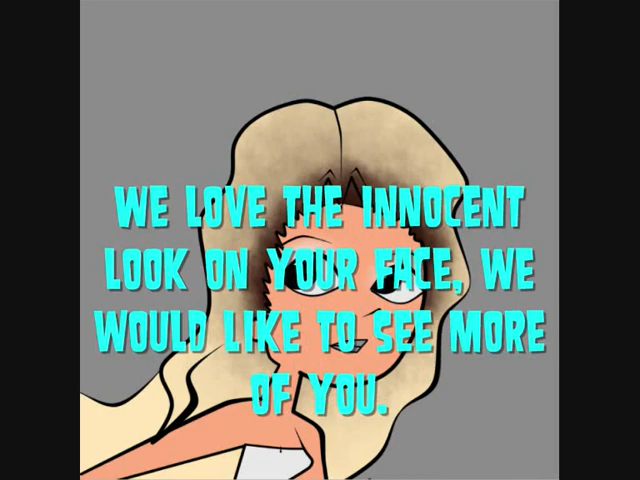 WE LOVE THE INNOCENT
LOOK ON YOUR FACE, WE
WOULD LIKE TO SEE MORE
OF YOU.